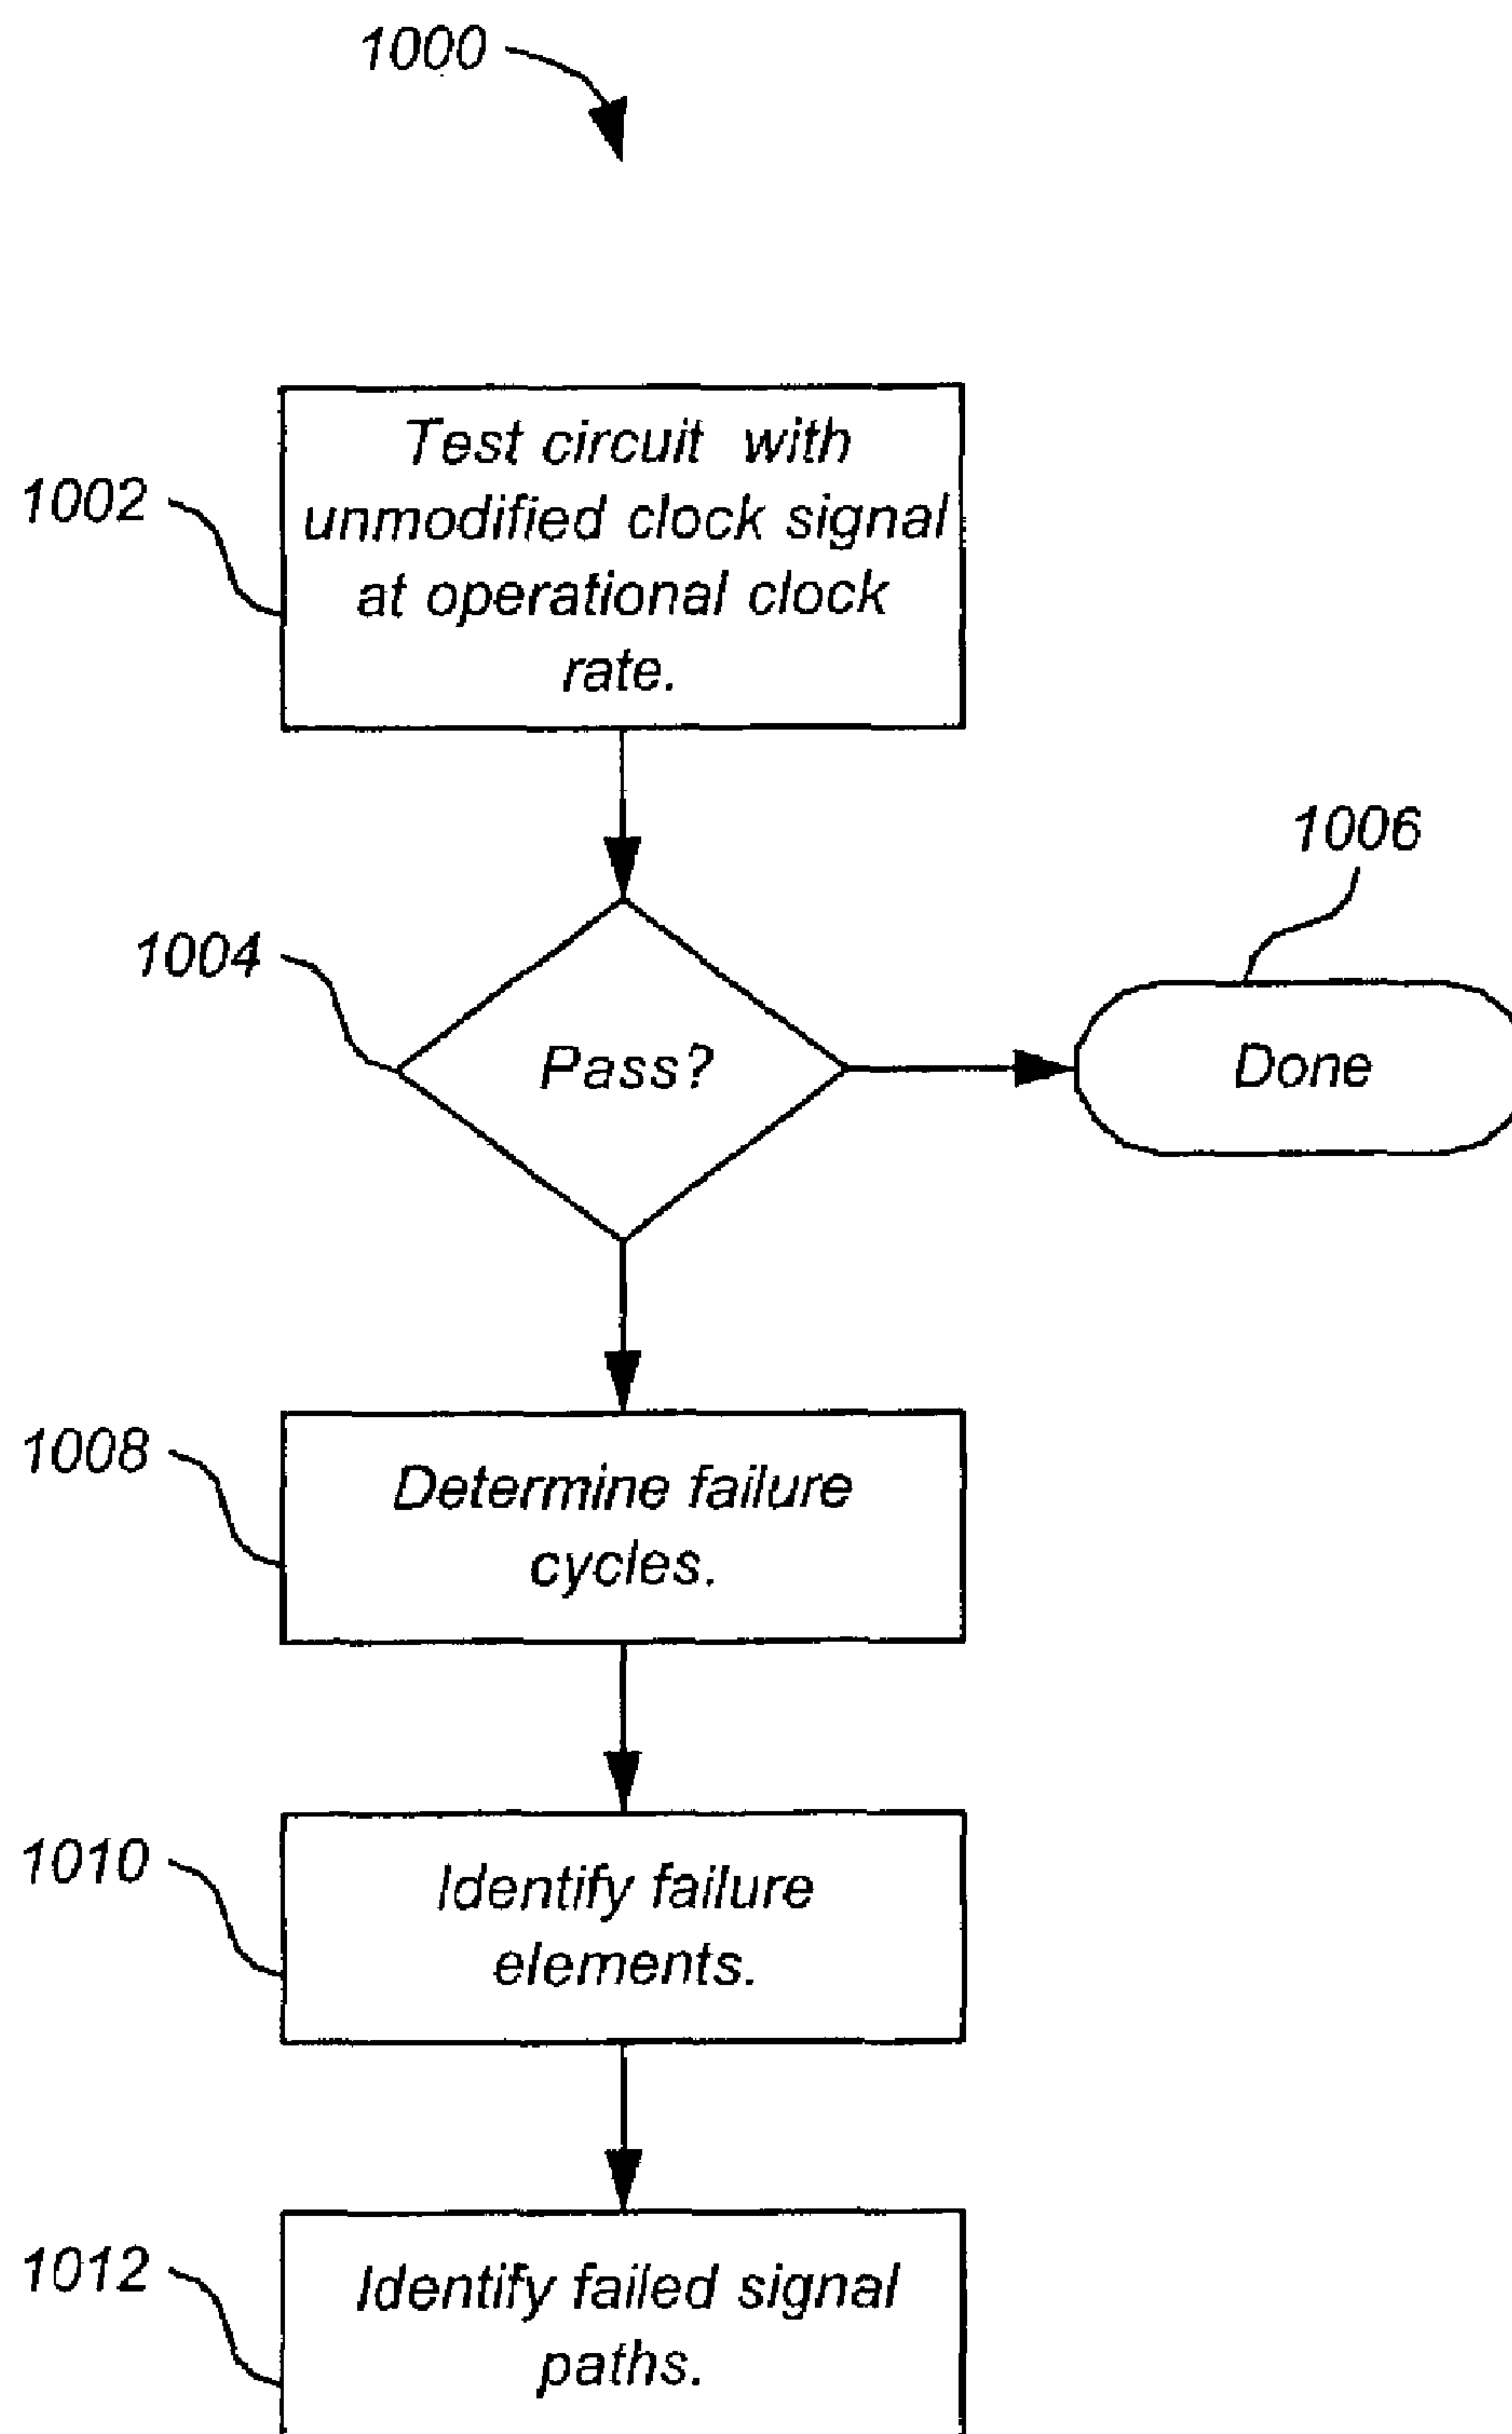 1000
1002
Test circuit with
unmodified clock signal
at operational clock
rate.
1006
1004
Pass?
Done
1008
Determine failure
cycles.
1010
Identify failure
elements.
1012
Identify failed signal
paths.